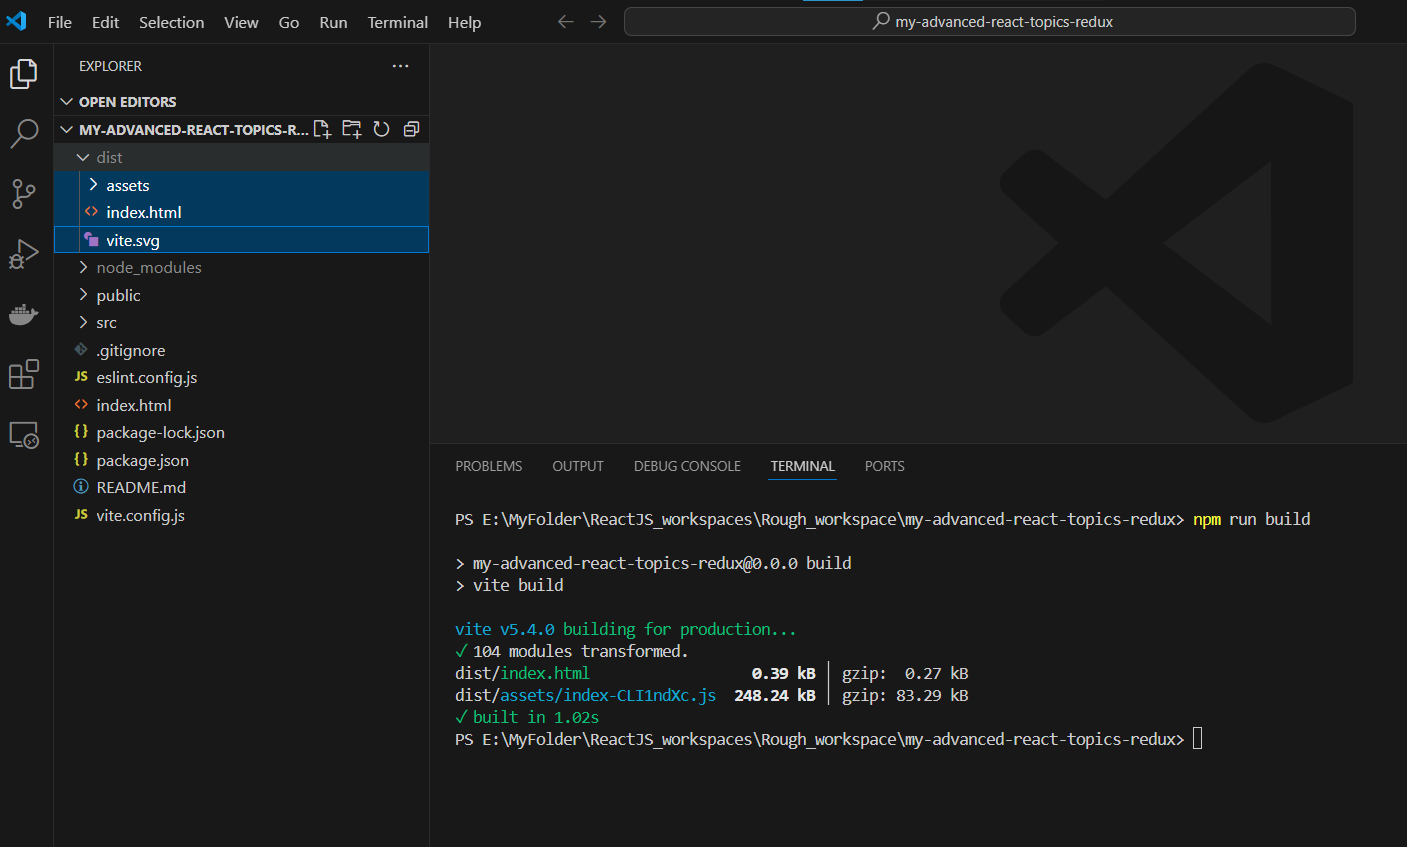 File Edit Selection View Go Run Terminal Help my-advanced-react-topics-redux
EXPLORER ...
OPEN EDITORS
MY-ADVANCED-REACT-TOPICS-R...
dist
assets
<> index.html
vite.svg
node_modules
public
src
.gitignore
JS eslint.config.js
<> index.html
{} package-lock.json
{} package.json
README.md
JS vite.config.js
PROBLEMS OUTPUT DEBUG CONSOLE TERMINAL PORTS
PS E:\MyFolder\ReactJS_workspaces\Rough_workspace\my-advanced-react-topics-redux> npm run build
> my-advanced-react-topics-redux@0.0.0 build
> vite build
vite v5.4.0 building for production...
✓ 104 modules transformed.
dist/index.html 0.39 kB │ gzip: 0.27 kB
dist/assets/index-CLI1ndXc.js 248.24 kB │ gzip: 83.29 kB
✓ built in 1.02s
PS E:\MyFolder\ReactJS_workspaces\Rough_workspace\my-advanced-react-topics-redux>